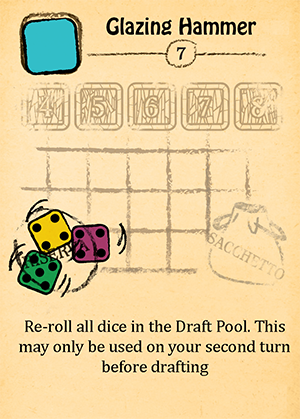 Glazing Hammer
7
4 5 6 7 8
RISERVA
SACCHETTO
Re-roll all dice in the Draft Pool. This
may only be used on your second turn
before drafting